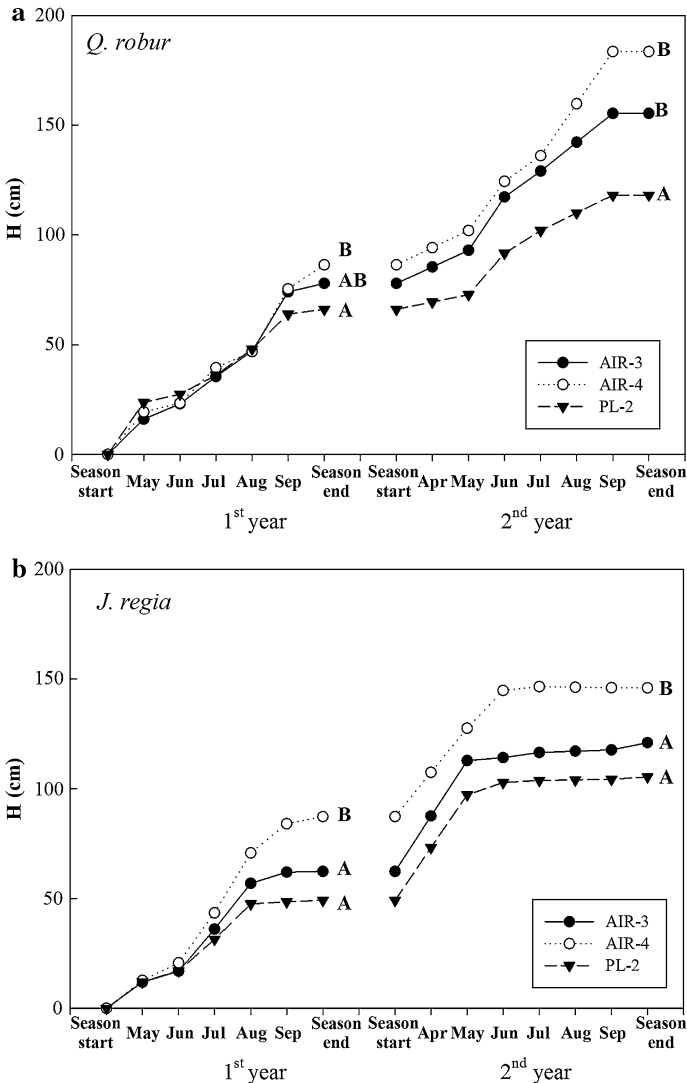 a
200
Q. robur
B
150
B
H (cm)
A
100
B
AB
A
50
AIR-3
AIR-4
PL-2
0
Season start May Jun Jul Aug Sep Season end Season start Apr May Jun Jul Aug Sep Season end
1st year 2nd year
b
200
J. regia
150
B
A
H (cm)
100
A
B
A
50
A
AIR-3
AIR-4
PL-2
0
Season start May Jun Jul Aug Sep Season end Season start Apr May Jun Jul Aug Sep Season end
1st year 2nd year